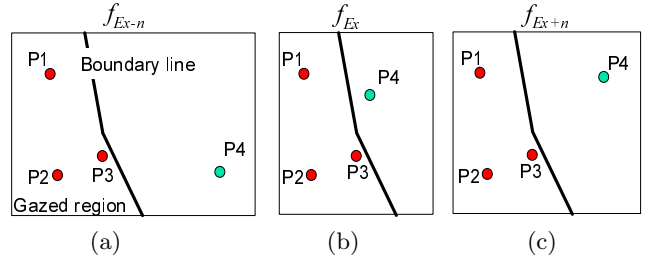 f_{Ex-n}
P1
Boundary line
P4
P3
P2
Gazed region
(a)
f_{Ex}
P1
P4
P3
P2
(b)
f_{Ex+n}
P1
P4
P3
P2
(c)